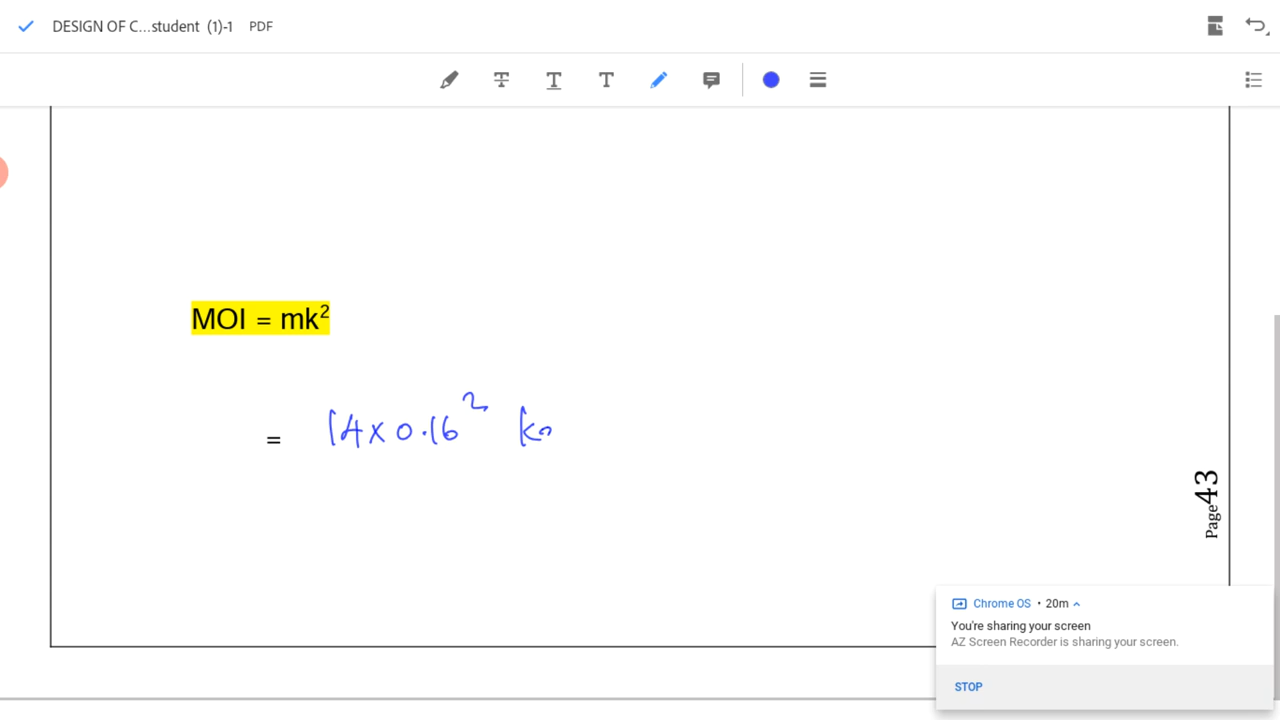 DESIGN OF C...student (1)-1 PDF
MOI = mk²
= 14 x 0.16²
Page43
Chrome OS • 20m
You're sharing your screen
AZ Screen Recorder is sharing your screen.
STOP